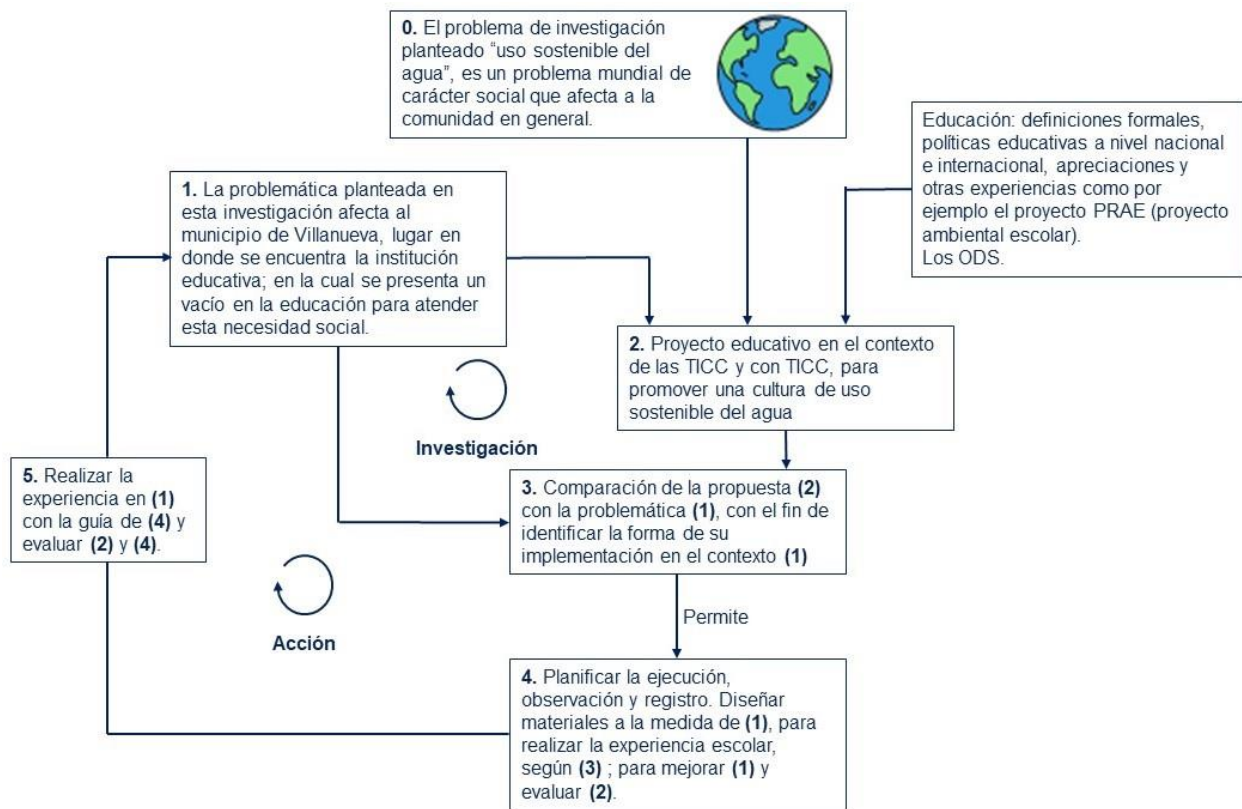 0. El problema de investigación
planteado “uso sostenible del
agua”, es un problema mundial de
carácter social que afecta a la
comunidad en general.
Educación: definiciones formales,
políticas educativas a nivel nacional
e internacional, apreciaciones y
otras experiencias como por
ejemplo el proyecto PRAE (proyecto
ambiental escolar).
Los ODS.
1. La problemática planteada en
esta investigación afecta al
municipio de Villanueva, lugar en
donde se encuentra la institución
educativa; en la cual se presenta un
vacío en la educación para atender
esta necesidad social.
2. Proyecto educativo en el contexto
de las TICC y con TICC, para
promover una cultura de uso
sostenible del agua
Investigación
5. Realizar la
experiencia en (1)
con la guía de (4) y
evaluar (2) y (4).
3. Comparación de la propuesta (2)
con la problemática (1), con el fin de
identificar la forma de su
implementación en el contexto (1)
Acción
Permite
4. Planificar la ejecución,
observación y registro. Diseñar
materiales a la medida de (1), para
realizar la experiencia escolar,
según (3) ; para mejorar (1) y
evaluar (2).